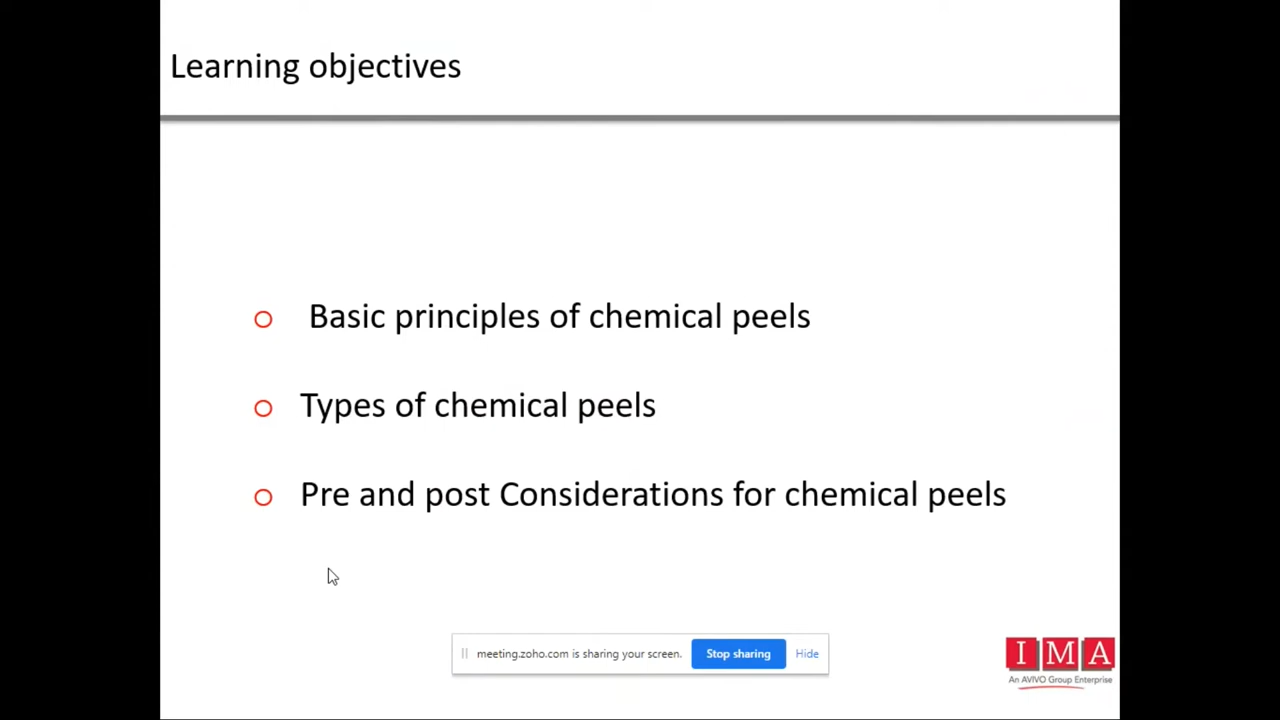 Learning objectives
o Basic principles of chemical peels
o Types of chemical peels
o Pre and post Considerations for chemical peels
meeting.zoho.com is sharing your screen. Stop sharing Hide
IMA
An AVIVO Group Enterprise